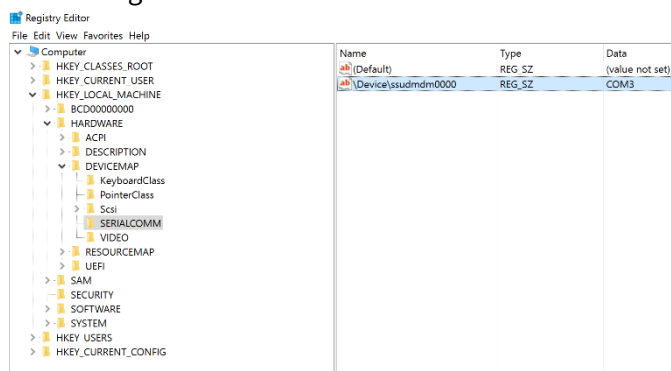 Registry Editor
File Edit View Favorites Help
Computer
HKEY_CLASSES_ROOT
HKEY_CURRENT_USER
HKEY_LOCAL_MACHINE
BCD00000000
HARDWARE
ACPI
DESCRIPTION
DEVICEMAP
KeyboardClass
PointerClass
Scsi
SERIALCOMM
VIDEO
RESOURCEMAP
UEFI
SAM
SECURITY
SOFTWARE
SYSTEM
HKEY_USERS
HKEY_CURRENT_CONFIG
Name Type Data
ab (Default) REG_SZ (value not set)
ab \Device\ssudmdm0000 REG_SZ COM3